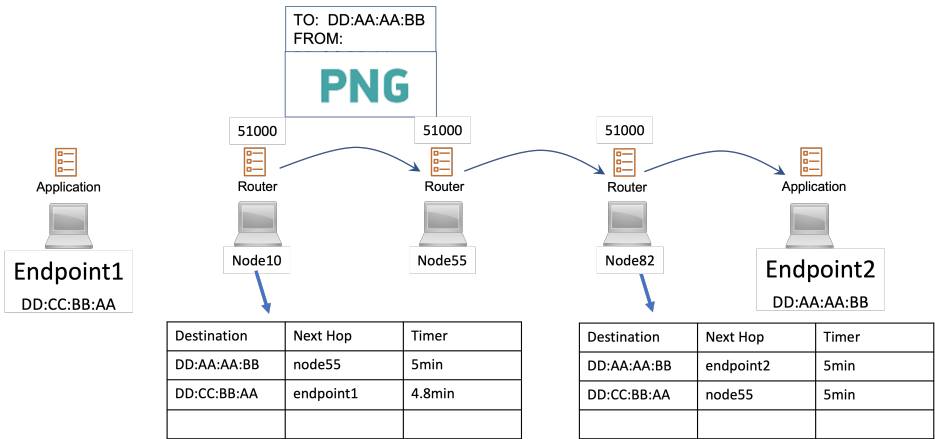 TO: DD:AA:AA:BB
FROM:
PNG
51000
51000
51000
Application
Router
Router
Router
Application
Endpoint1
DD:CC:BB:AA
Node10
Node55
Node82
Endpoint2
DD:AA:AA:BB
Destination Next Hop Timer
DD:AA:AA:BB node55 5min
DD:CC:BB:AA endpoint1 4.8min
Destination Next Hop Timer
DD:AA:AA:BB endpoint2 5min
DD:CC:BB:AA node55 5min